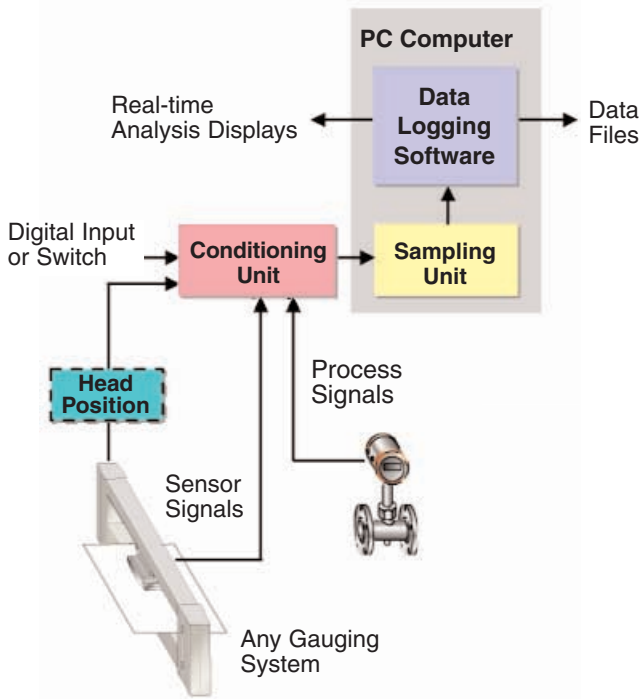 PC Computer
Real-time
Analysis Displays
Data
Logging
Software
Data
Files
Digital Input
or Switch
Conditioning
Unit
Sampling
Unit
Head
Position
Process
Signals
Sensor
Signals
Any Gauging
System